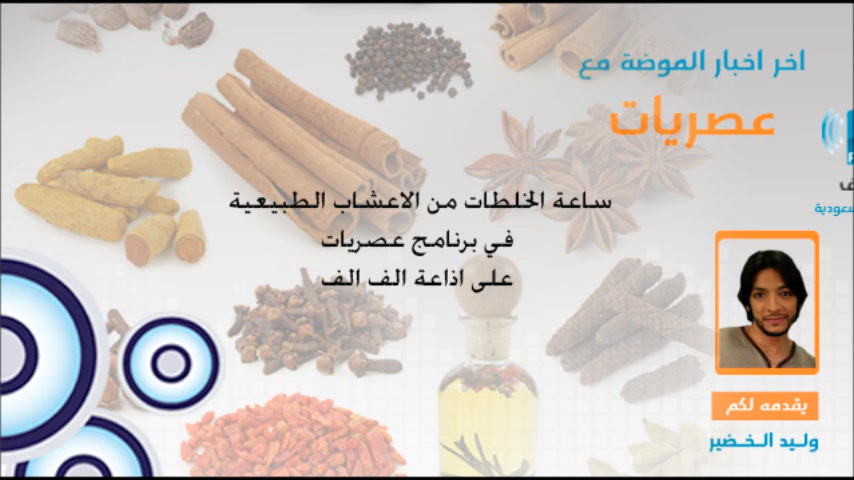 اخر اخبار الموضة مع
عصريات
ساعة الخلطات من الاعشاب الطبيعية
في برنامج عصريات
على اذاعة الف الف
يقدمه لكم
وليد الخضير